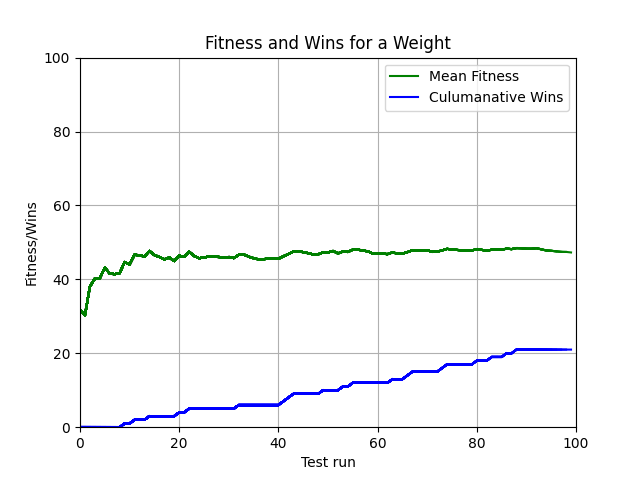 Fitness and Wins for a Weight
Mean Fitness
Culumanative Wins
Fitness/Wins
100
80
60
40
20
0
0 20 40 60 80 100
Test run